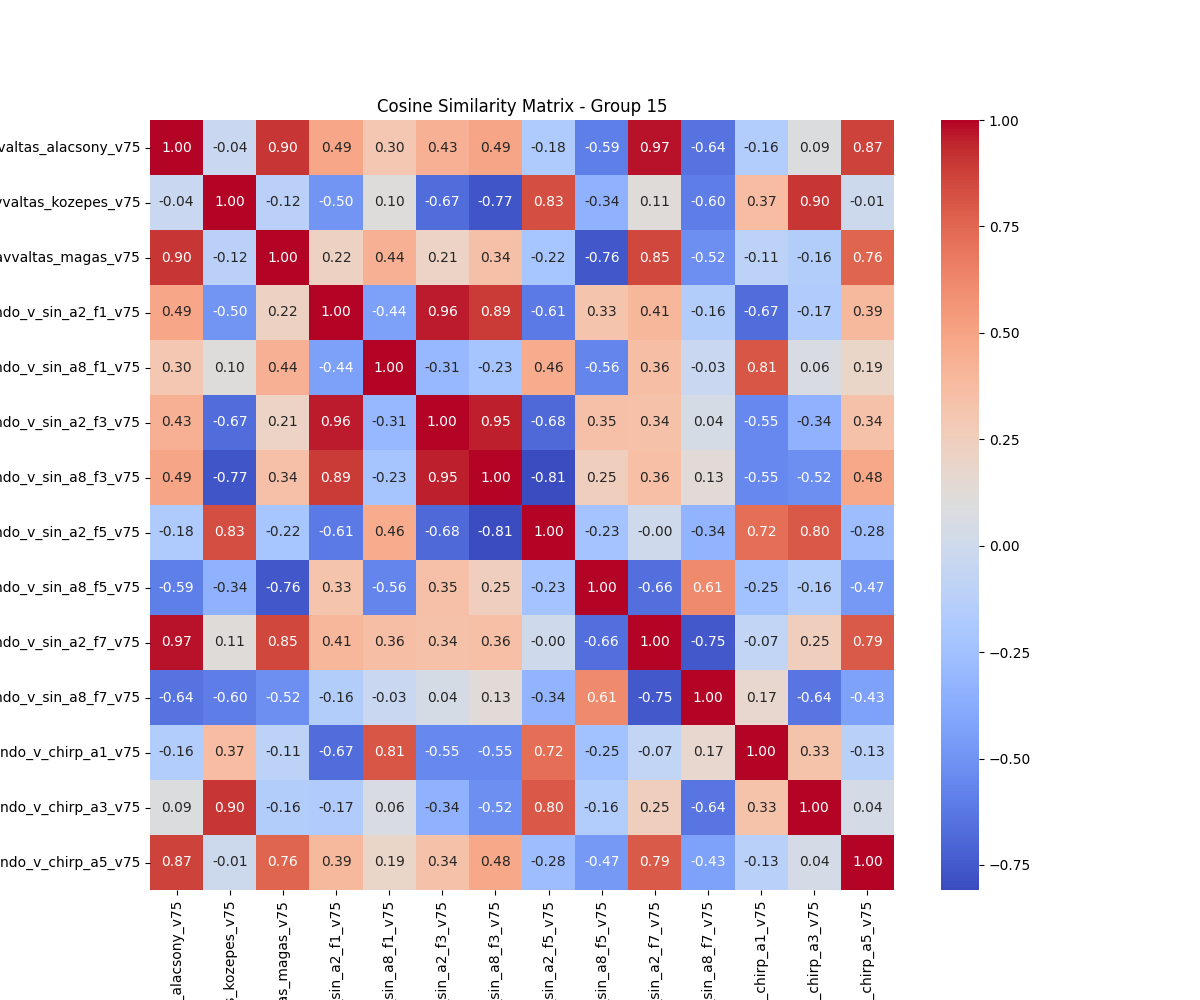 Cosine Similarity Matrix - Group 15
valtas_alacsony_v75 1.00 -0.04 0.90 0.49 0.30 0.43 0.49 -0.18 -0.59 0.97 -0.64 -0.16 0.09 0.87
vvaltas_kozepes_v75 -0.04 1.00 -0.12 -0.50 0.10 -0.67 -0.77 0.83 -0.34 0.11 -0.60 0.37 0.90 -0.01
avvaltas_magas_v75 0.90 -0.12 1.00 0.22 0.44 0.21 0.34 -0.22 -0.76 0.85 -0.52 -0.11 -0.16 0.76
ndo_v_sin_a2_f1_v75 0.49 -0.50 0.22 1.00 -0.44 0.96 0.89 -0.61 0.33 0.41 -0.16 -0.67 -0.17 0.39
ndo_v_sin_a8_f1_v75 0.30 0.10 0.44 -0.44 1.00 -0.31 -0.23 0.46 -0.56 0.36 -0.03 0.81 0.06 0.19
ndo_v_sin_a2_f3_v75 0.43 -0.67 0.21 0.96 -0.31 1.00 0.95 -0.68 0.35 0.34 0.04 -0.55 -0.34 0.34
ndo_v_sin_a8_f3_v75 0.49 -0.77 0.34 0.89 -0.23 0.95 1.00 -0.81 0.25 0.36 0.13 -0.55 -0.52 0.48
ndo_v_sin_a2_f5_v75 -0.18 0.83 -0.22 -0.61 0.46 -0.68 -0.81 1.00 -0.23 -0.00 -0.34 0.72 0.80 -0.28
ndo_v_sin_a8_f5_v75 -0.59 -0.34 -0.76 0.33 -0.56 0.35 0.25 -0.23 1.00 -0.66 0.61 -0.25 -0.16 -0.47
ndo_v_sin_a2_f7_v75 0.97 0.11 0.85 0.41 0.36 0.34 0.36 -0.00 -0.66 1.00 -0.75 -0.07 0.25 0.79
ndo_v_sin_a8_f7_v75 -0.64 -0.60 -0.52 -0.16 -0.03 0.04 0.13 -0.34 0.61 -0.75 1.00 0.17 -0.64 -0.43
ndo_v_chirp_a1_v75 -0.16 0.37 -0.11 -0.67 0.81 -0.55 -0.55 0.72 -0.25 -0.07 0.17 1.00 0.33 -0.13
ndo_v_chirp_a3_v75 0.09 0.90 -0.16 -0.17 0.06 -0.34 -0.52 0.80 -0.16 0.25 -0.64 0.33 1.00 0.04
ndo_v_chirp_a5_v75 0.87 -0.01 0.76 0.39 0.19 0.34 0.48 -0.28 -0.47 0.79 -0.43 -0.13 0.04 1.00
_alacsony_v75
s_kozepes_v75
as_magas_v75
sin_a2_f1_v75
sin_a8_f1_v75
sin_a2_f3_v75
sin_a8_f3_v75
sin_a2_f5_v75
sin_a8_f5_v75
sin_a2_f7_v75
sin_a8_f7_v75
_chirp_a1_v75
_chirp_a3_v75
_chirp_a5_v75
1.00
0.75
0.50
0.25
0.00
−0.25
−0.50
−0.75